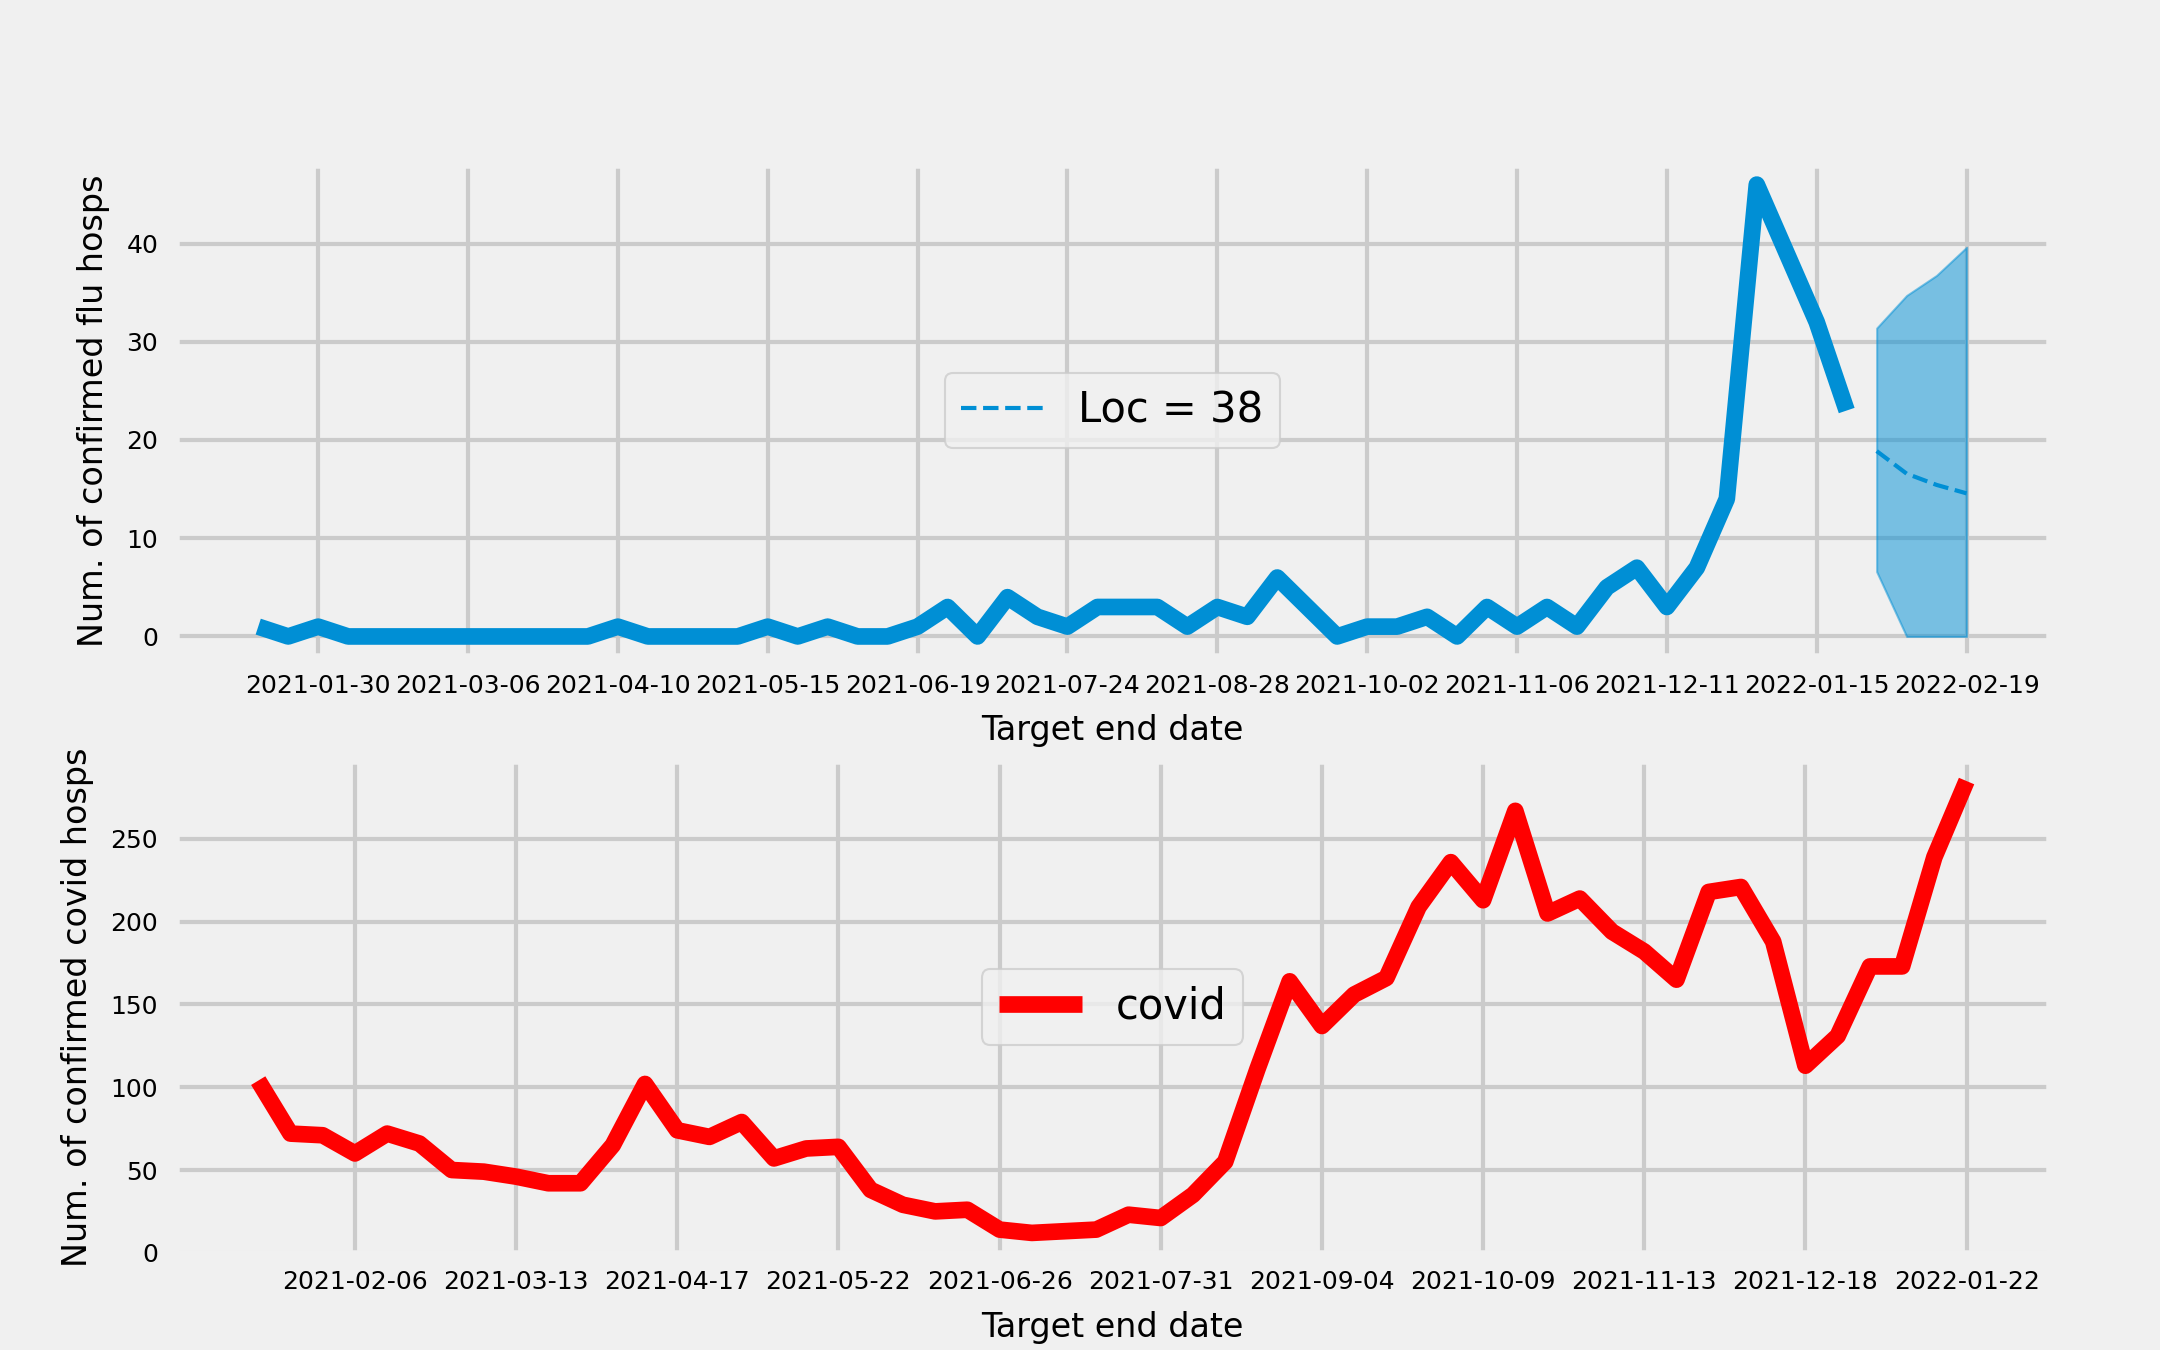 Num. of confirmed flu hosps
40
30
20
10
0
Loc = 38
2021-01-30 2021-03-06 2021-04-10 2021-05-15 2021-06-19 2021-07-24 2021-08-28 2021-10-02 2021-11-06 2021-12-11 2022-01-15 2022-02-19
Target end date
Num. of confirmed covid hosps
250
200
150
100
50
0
covid
2021-02-06 2021-03-13 2021-04-17 2021-05-22 2021-06-26 2021-07-31 2021-09-04 2021-10-09 2021-11-13 2021-12-18 2022-01-22
Target end date